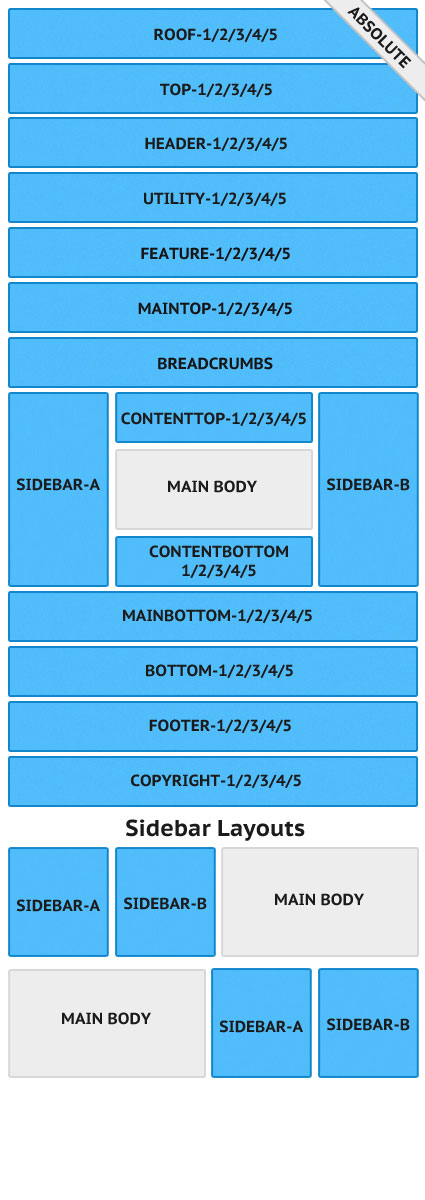 ABSOLUTE
ROOF-1/2/3/4/5
TOP-1/2/3/4/5
HEADER-1/2/3/4/5
UTILITY-1/2/3/4/5
FEATURE-1/2/3/4/5
MAINTOP-1/2/3/4/5
BREADCRUMBS
SIDEBAR-A
CONTENTTOP-1/2/3/4/5
MAIN BODY
CONTENTBOTTOM
1/2/3/4/5
SIDEBAR-B
MAINBOTTOM-1/2/3/4/5
BOTTOM-1/2/3/4/5
FOOTER-1/2/3/4/5
COPYRIGHT-1/2/3/4/5
Sidebar Layouts
SIDEBAR-A
SIDEBAR-B
MAIN BODY
MAIN BODY
SIDEBAR-A
SIDEBAR-B